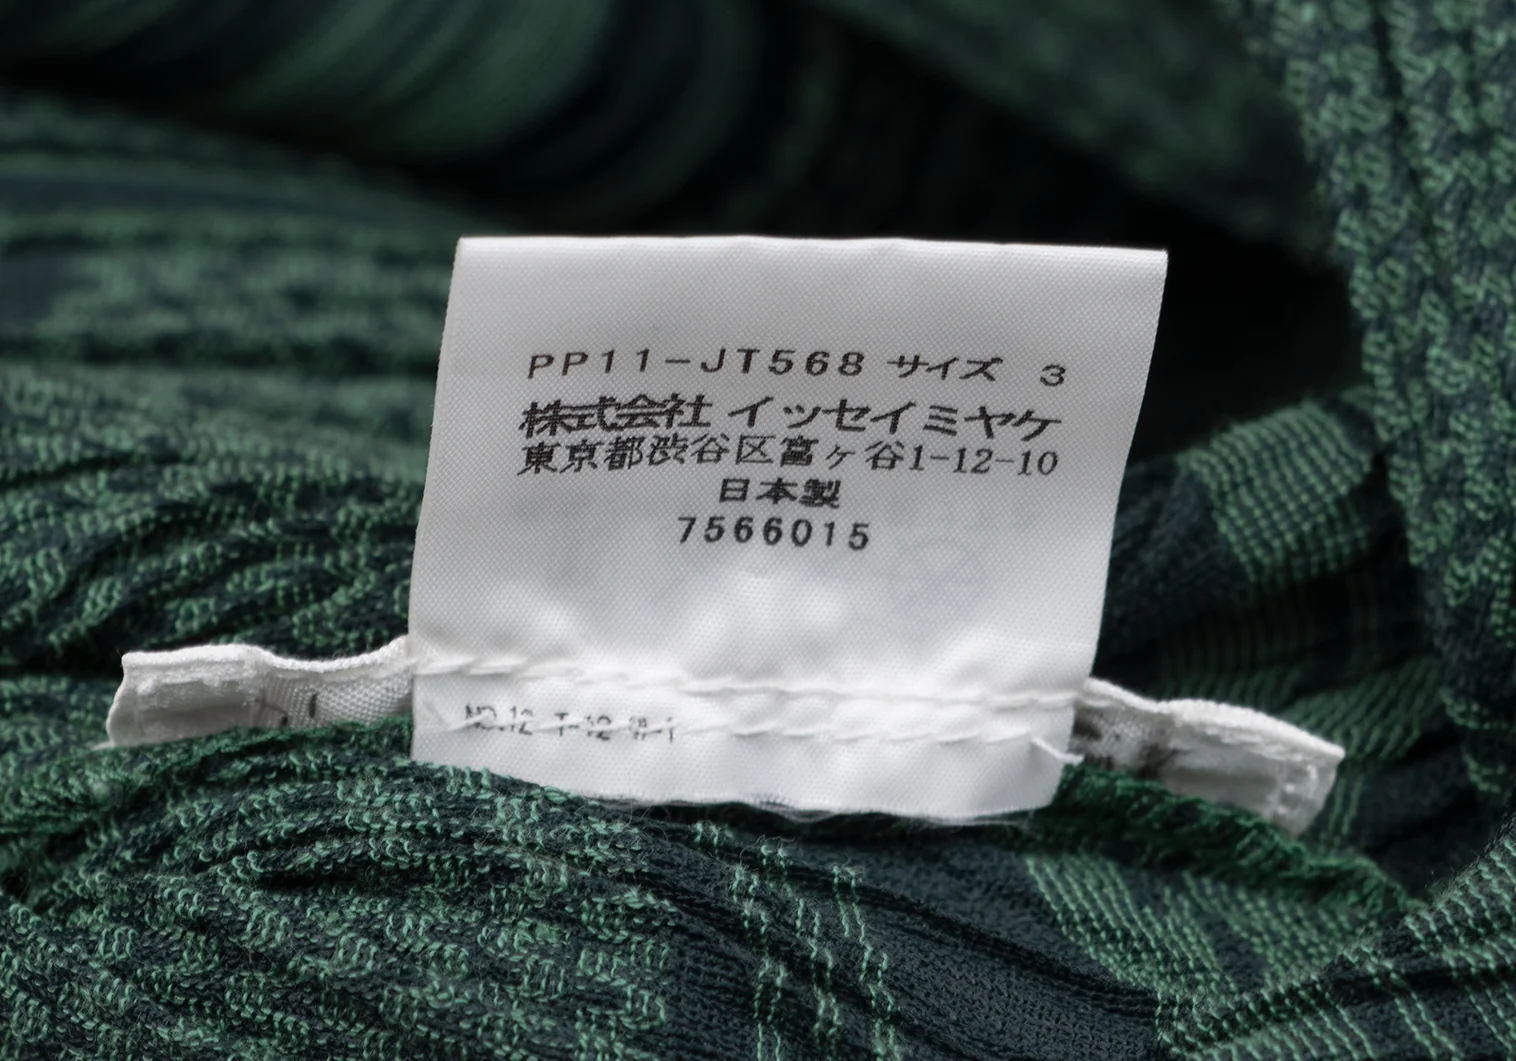 PP11-JT568 サイズ 3
株式会社 イッセイミヤケ
東京都渋谷区富ヶ谷1-12-10
日本製
7566015